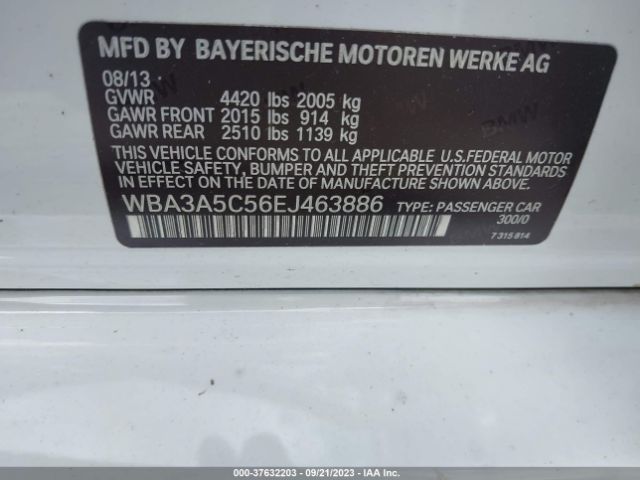 MFD BY BAYERISCHE MOTOREN WERKE AG
08/13
GVWR 4420 lbs 2005 kg
GAWR FRONT 2015 lbs 914 kg
GAWR REAR 2510 lbs 1139 kg
THIS VEHICLE CONFORMS TO ALL APPLICABLE U.S.FEDERAL MOTOR
VEHICLE SAFETY, BUMPER AND THEFT PREVENTION STANDARDS
IN EFFECT ON THE DATE OF MANUFACTURE SHOWN ABOVE.
WBA3A5C56EJ463886 TYPE: PASSENGER CAR
300/0
7 315 814
000-37632203 - 09/21/2023 - IAA Inc.